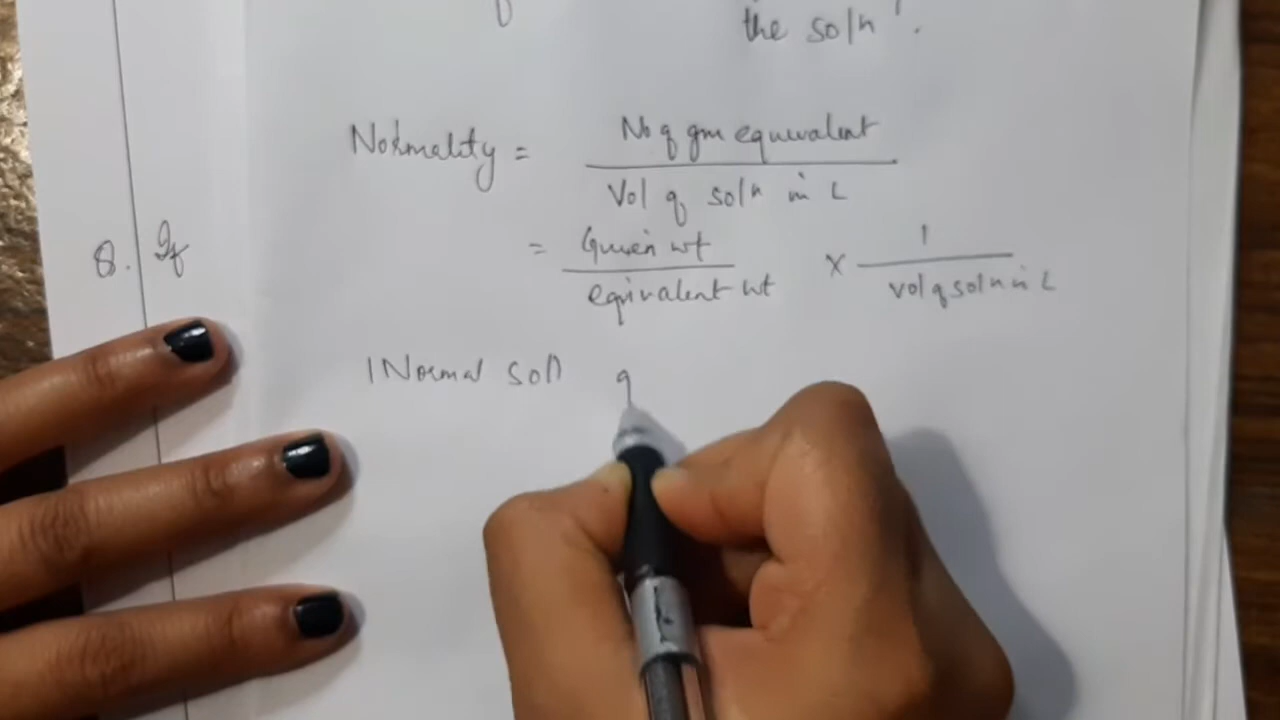 the soln'.
Normality = No of gm equivalent
Vol of soln in L
= Given wt / equivalent wt × 1 / vol of soln in L
8. If
1 Normal soln of